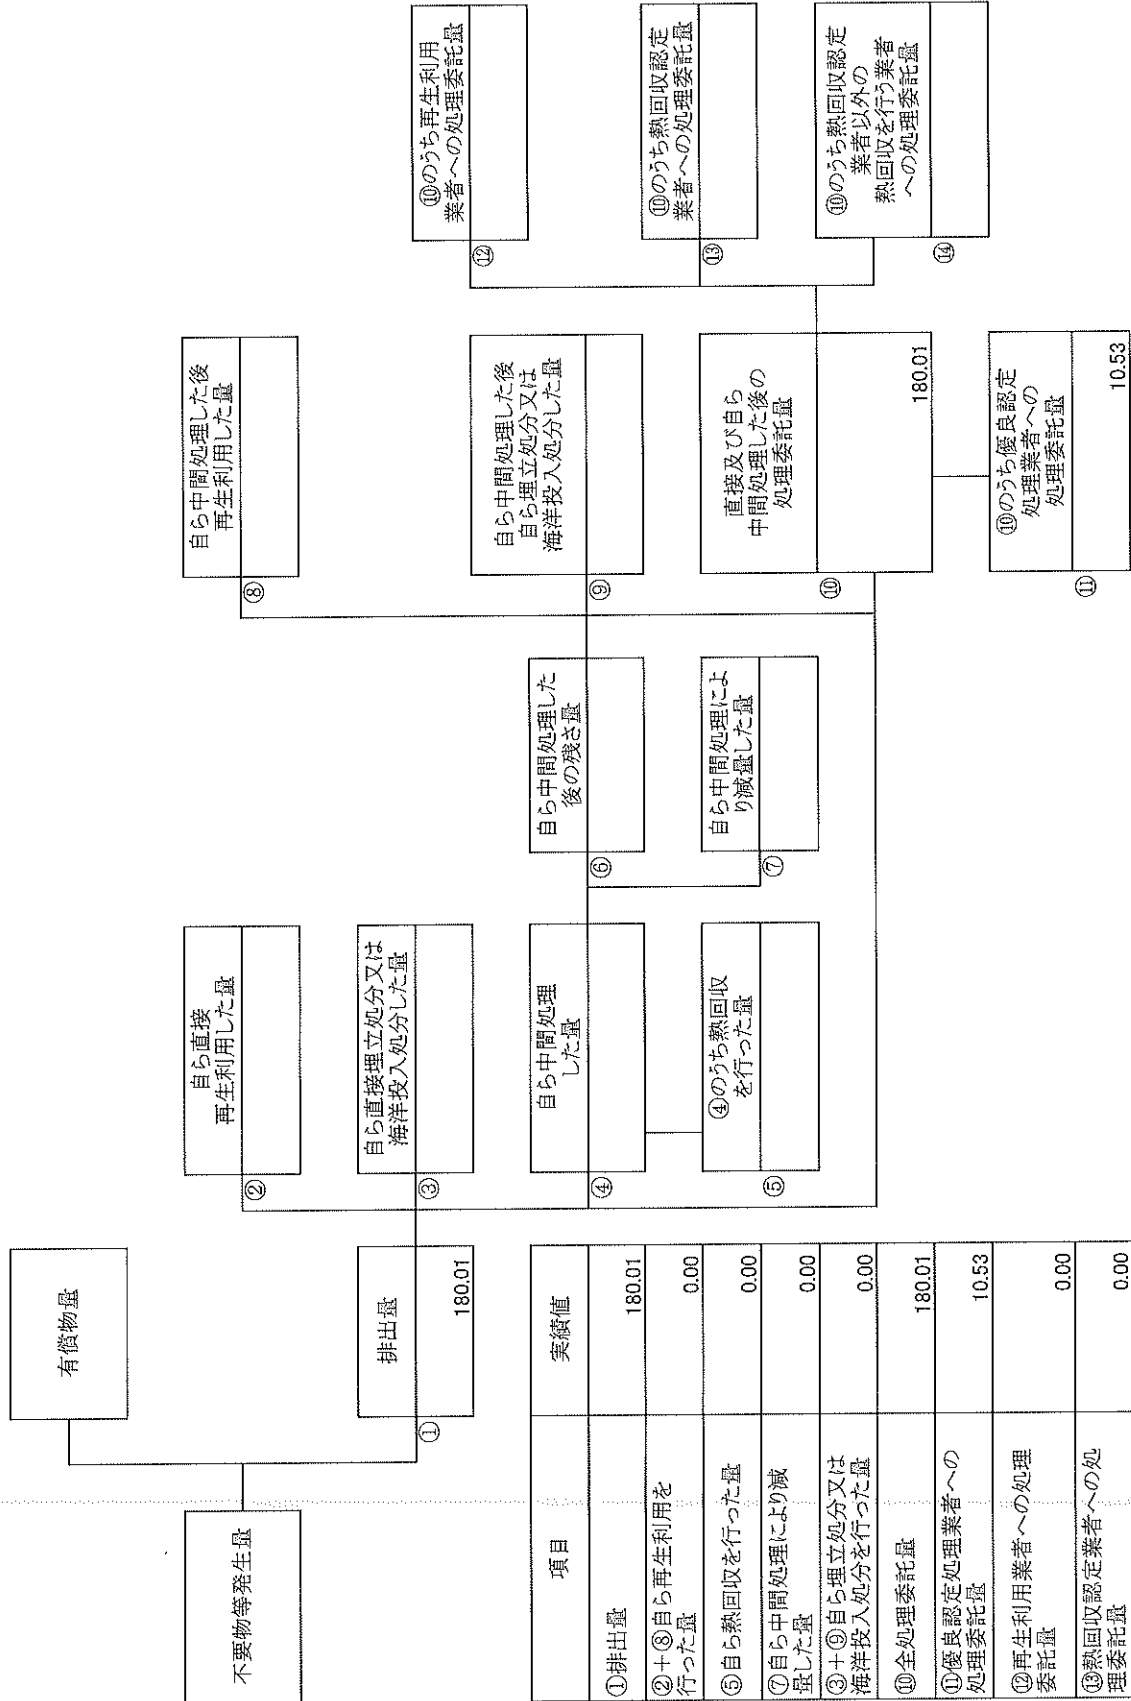 不要物等発生量
有償物量
排出量
①
180.01
自ら直接
再生利用した量
②
自ら直接埋立処分又は
海洋投入処分した量
③
自ら中間処理
した量
④
④のうち熱回収
を行った量
⑤
自ら中間処理した
後の残さ量
⑥
自ら中間処理によ
り減量した量
⑦
自ら中間処理した後
再生利用した量
⑧
自ら中間処理した後
自ら埋立処分又は
海洋投入処分した量
⑨
直接及び自ら
中間処理した後の
処理委託量
⑩
180.01
⑩のうち優良認定
処理業者への
処理委託量
⑪
10.53
⑩のうち再生利用
業者への処理委託量
⑫
⑩のうち熱回収認定
業者への処理委託量
⑬
⑩のうち熱回収認定
業者以外の
熱回収を行う業者
への処理委託量
⑭
項目 実績値
①排出量 180.01
②+⑧自ら再生利用を
行った量 0.00
⑤自ら熱回収を行った量 0.00
⑦自ら中間処理により減
量した量 0.00
③+⑨自ら埋立処分又は
海洋投入処分を行った量 0.00
⑩全処理委託量 180.01
⑪優良認定処理業者への
処理委託量 10.53
⑫再生利用業者への処理
委託量 0.00
⑬熱回収認定業者への処
理委託量 0.00